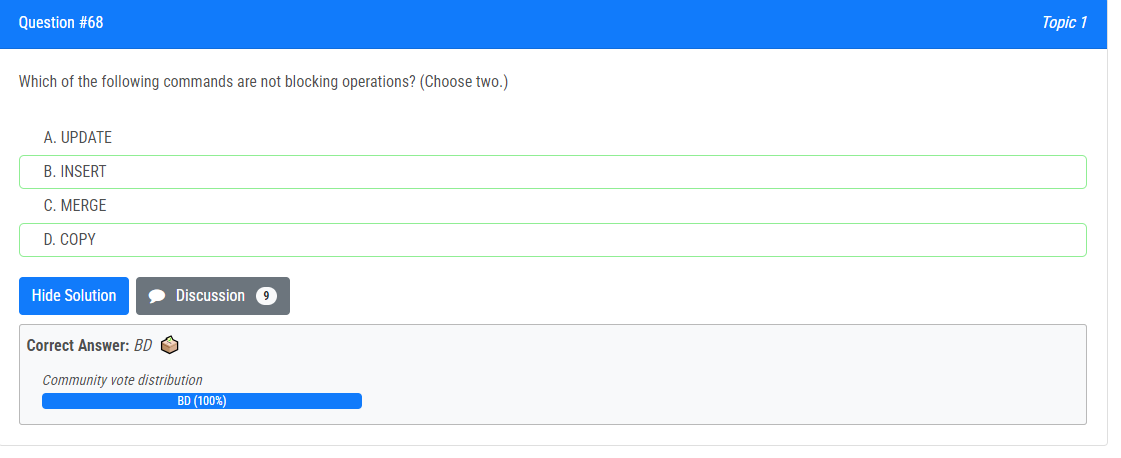 Question #68 Topic 1
Which of the following commands are not blocking operations? (Choose two.)
A. UPDATE
B. INSERT
C. MERGE
D. COPY
Hide Solution Discussion 9
Correct Answer: BD
Community vote distribution
BD (100%)